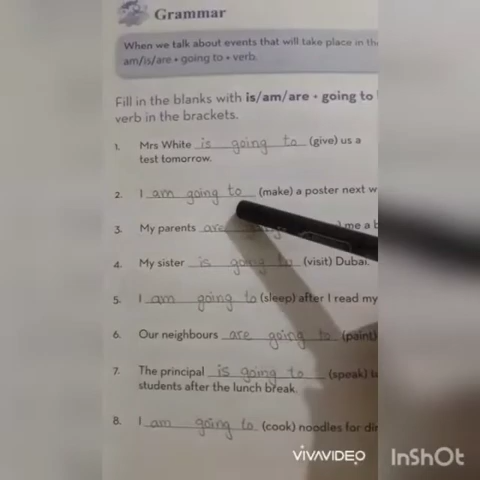 Grammar
When we talk about events that will take place in the
am/is/are + going to + verb.
Fill in the blanks with is/am/are + going to
verb in the brackets.
1. Mrs White is going to (give) us a
test tomorrow.
2. I am going to (make) a poster next w
3. My parents are me a b
4. My sister is going to (visit) Dubai.
5. I am going to (sleep) after I read my
6. Our neighbours are going to (paint)
7. The principal is going to (speak) to
students after the lunch break.
8. I am going to (cook) noodles for din
VIVAVIDEO InShOt